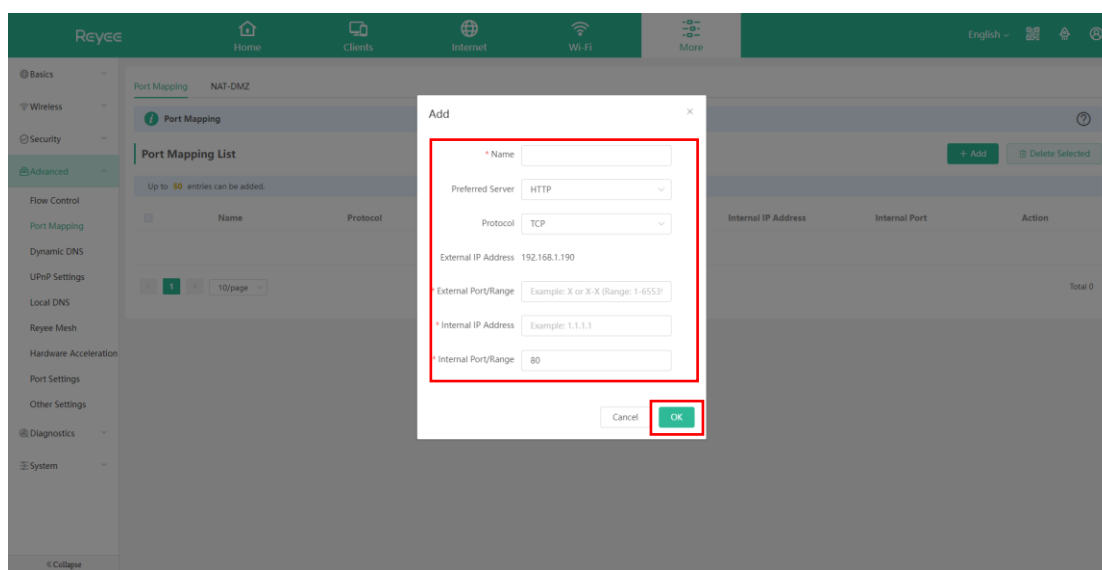 Reyee
Home
Clients
Internet
Wi-Fi
More
English
Basics
Wireless
Security
Advanced
Flow Control
Port Mapping
Dynamic DNS
UPnP Settings
Local DNS
Reyee Mesh
Hardware Acceleration
Port Settings
Other Settings
Diagnostics
System
« Collapse
Port Mapping NAT-DMZ
i Port Mapping ?
Port Mapping List
+ Add Delete Selected
Up to 50 entries can be added.
Name Protocol Internal IP Address Internal Port Action
1 10/page Total 0
Add ×
* Name
Preferred Server HTTP
Protocol TCP
External IP Address 192.168.1.190
* External Port/Range Example: X or X-X (Range: 1-6553
* Internal IP Address Example: 1.1.1.1
* Internal Port/Range 80
Cancel OK